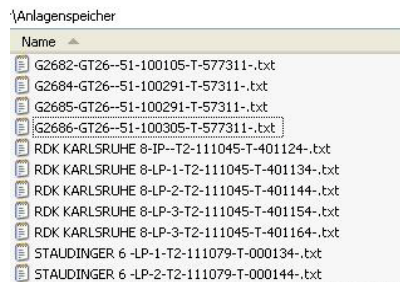 \Anlagenspeicher
Name
G2682-GT26--51-100105-T-577311-.txt
G2684-GT26--51-100291-T-57311-.txt
G2685-GT26--51-100291-T-57311-.txt
G2686-GT26--51-100305-T-577311-.txt
RDK KARLSRUHE 8-IP--T2-111045-T-401124-.txt
RDK KARLSRUHE 8-LP-1-T2-111045-T-401134-.txt
RDK KARLSRUHE 8-LP-2-T2-111045-T-401144-.txt
RDK KARLSRUHE 8-LP-3-T2-111045-T-401154-.txt
RDK KARLSRUHE 8-LP-3-T2-111045-T-401164-.txt
STAUDINGER 6 -LP-1-T2-111079-T-000134-.txt
STAUDINGER 6 -LP-2-T2-111079-T-000144-.txt